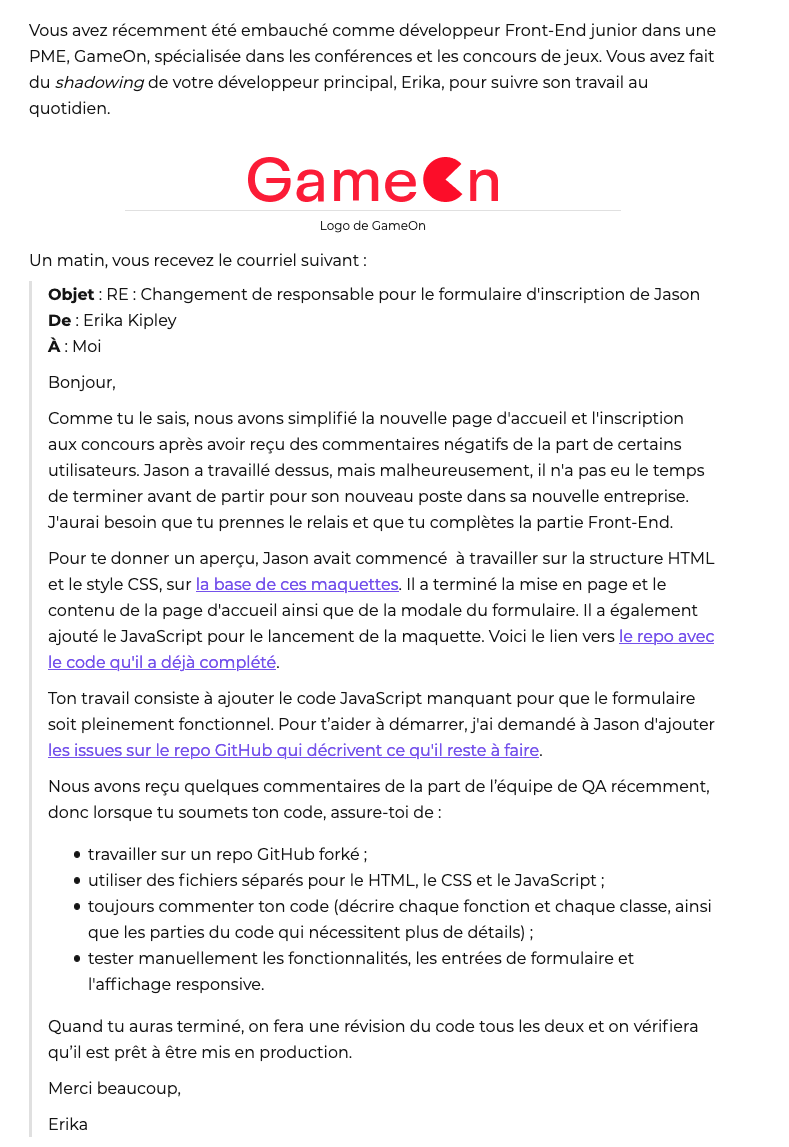 Vous avez récemment été embauché comme développeur Front-End junior dans une
PME, GameOn, spécialisée dans les conférences et les concours de jeux. Vous avez fait
du shadowing de votre développeur principal, Erika, pour suivre son travail au
quotidien.
GameOn
Logo de GameOn
Un matin, vous recevez le courriel suivant :
Objet : RE : Changement de responsable pour le formulaire d'inscription de Jason
De : Erika Kipley
À : Moi
Bonjour,
Comme tu le sais, nous avons simplifié la nouvelle page d'accueil et l'inscription
aux concours après avoir reçu des commentaires négatifs de la part de certains
utilisateurs. Jason a travaillé dessus, mais malheureusement, il n'a pas eu le temps
de terminer avant de partir pour son nouveau poste dans sa nouvelle entreprise.
J'aurai besoin que tu prennes le relais et que tu complètes la partie Front-End.
Pour te donner un aperçu, Jason avait commencé  à travailler sur la structure HTML
et le style CSS, sur la base de ces maquettes. Il a terminé la mise en page et le
contenu de la page d'accueil ainsi que de la modale du formulaire. Il a également
ajouté le JavaScript pour le lancement de la maquette. Voici le lien vers le repo avec
le code qu'il a déjà complété.
Ton travail consiste à ajouter le code JavaScript manquant pour que le formulaire
soit pleinement fonctionnel. Pour t’aider à démarrer, j'ai demandé à Jason d'ajouter
les issues sur le repo GitHub qui décrivent ce qu'il reste à faire.
Nous avons reçu quelques commentaires de la part de l’équipe de QA récemment,
donc lorsque tu soumets ton code, assure-toi de :
• travailler sur un repo GitHub forké ;
• utiliser des fichiers séparés pour le HTML, le CSS et le JavaScript ;
• toujours commenter ton code (décrire chaque fonction et chaque classe, ainsi
que les parties du code qui nécessitent plus de détails) ;
• tester manuellement les fonctionnalités, les entrées de formulaire et
l'affichage responsive.
Quand tu auras terminé, on fera une révision du code tous les deux et on vérifiera
qu’il est prêt à être mis en production.
Merci beaucoup,
Erika